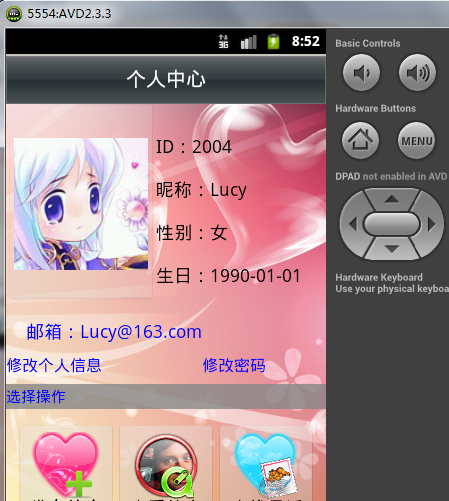 5554:AVD2.3.3
3G 8:52
个人中心
ID：2004
昵称：Lucy
性别：女
生日：1990-01-01
邮箱：Lucy@163.com
修改个人信息 修改密码
选择操作
Basic Controls
Hardware Buttons
MENU
DPAD not enabled in AVD
Hardware Keyboard
Use your physical keyboa